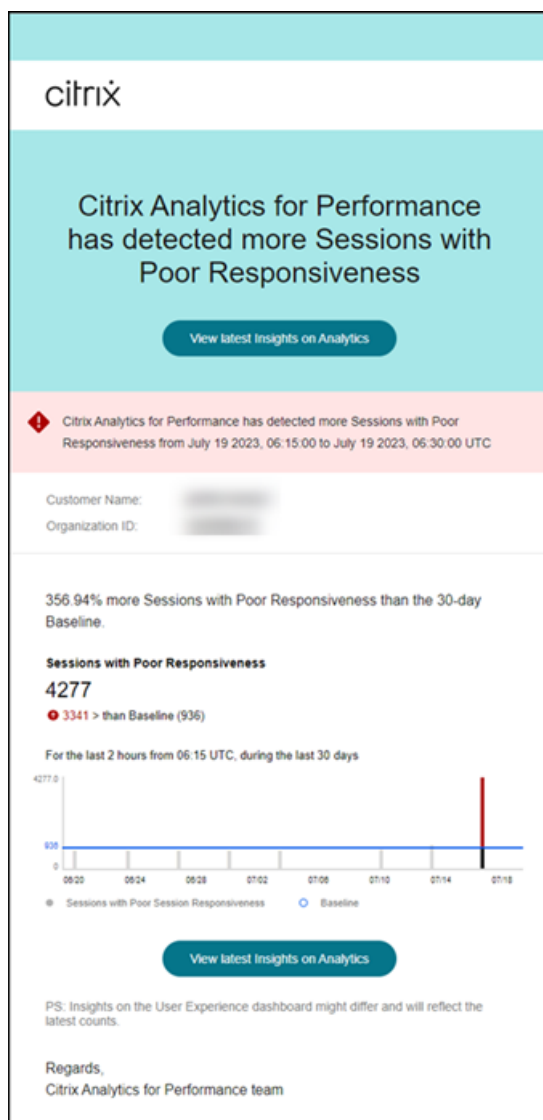 citrix
Citrix Analytics for Performance
has detected more Sessions with
Poor Responsiveness
View latest Insights on Analytics
Citrix Analytics for Performance has detected more Sessions with Poor
Responsiveness from July 19 2023, 06:15:00 to July 19 2023, 06:30:00 UTC
Customer Name:
Organization ID:
356.94% more Sessions with Poor Responsiveness than the 30-day
Baseline.
Sessions with Poor Responsiveness
4277
3341 > than Baseline (936)
For the last 2 hours from 06:15 UTC, during the last 30 days
4277.0
936
0
06/20 06/24 06/28 07/02 07/06 07/10 07/14 07/18
Sessions with Poor Session Responsiveness Baseline
View latest Insights on Analytics
PS: Insights on the User Experience dashboard might differ and will reflect the
latest counts.
Regards,
Citrix Analytics for Performance team